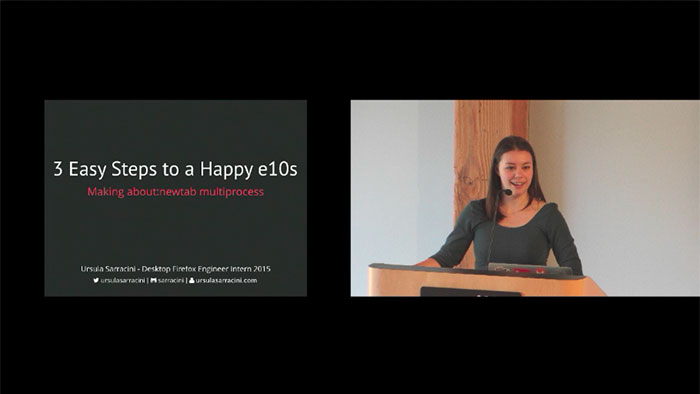 3 Easy Steps to a Happy e10s
Making about:newtab multiprocess
Ursula Sarracini - Desktop Firefox Engineer Intern 2015
ursulasarracini | sarracini | ursulasarracini.com